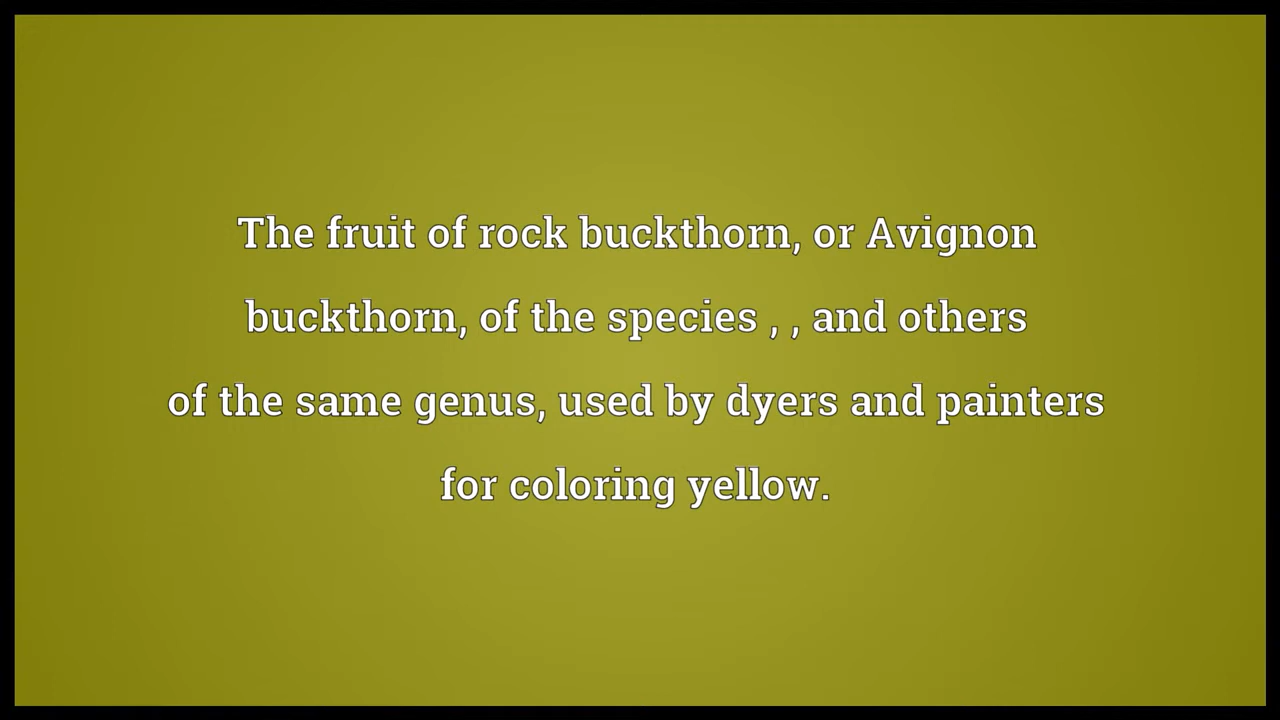 The fruit of rock buckthorn, or Avignon
buckthorn, of the species , , and others
of the same genus, used by dyers and painters
for coloring yellow.